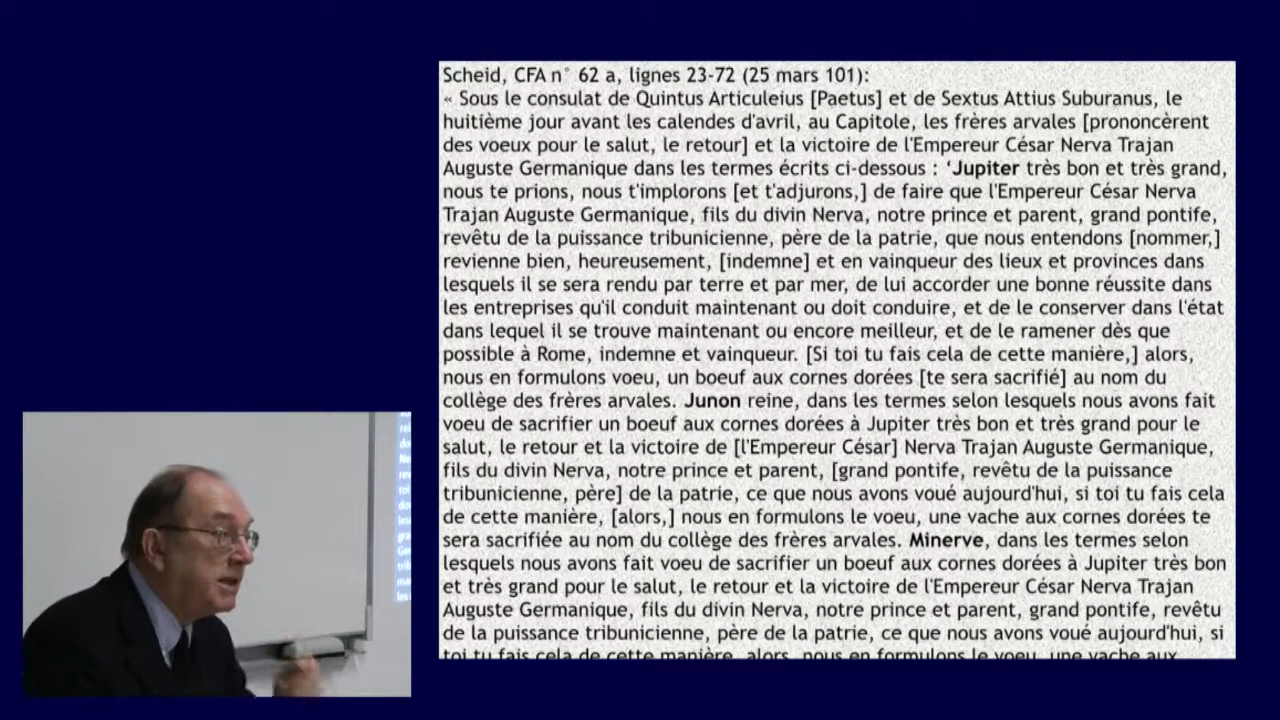 Scheid, CFA n° 62 a, lignes 23-72 (25 mars 101):
« Sous le consulat de Quintus Articuleius [Paetus] et de Sextus Attius Suburanus, le
huitième jour avant les calendes d'avril, au Capitole, les frères arvales [prononcèrent
des voeux pour le salut, le retour] et la victoire de l'Empereur César Nerva Trajan
Auguste Germanique dans les termes écrits ci-dessous : ‘Jupiter très bon et très grand,
nous te prions, nous t'implorons [et t'adjurons,] de faire que l'Empereur César Nerva
Trajan Auguste Germanique, fils du divin Nerva, notre prince et parent, grand pontife,
revêtu de la puissance tribunicienne, père de la patrie, que nous entendons [nommer,]
revienne bien, heureusement, [indemne] et en vainqueur des lieux et provinces dans
lesquels il se sera rendu par terre et par mer, de lui accorder une bonne réussite dans
les entreprises qu'il conduit maintenant ou doit conduire, et de le conserver dans l'état
dans lequel il se trouve maintenant ou encore meilleur, et de le ramener dès que
possible à Rome, indemne et vainqueur. [Si toi tu fais cela de cette manière,] alors,
nous en formulons voeu, un boeuf aux cornes dorées [te sera sacrifié] au nom du
collège des frères arvales. Junon reine, dans les termes selon lesquels nous avons fait
voeu de sacrifier un boeuf aux cornes dorées à Jupiter très bon et très grand pour le
salut, le retour et la victoire de [l'Empereur César] Nerva Trajan Auguste Germanique,
fils du divin Nerva, notre prince et parent, [grand pontife, revêtu de la puissance
tribunicienne, père] de la patrie, ce que nous avons voué aujourd'hui, si toi tu fais cela
de cette manière, [alors,] nous en formulons le voeu, une vache aux cornes dorées te
sera sacrifiée au nom du collège des frères arvales. Minerve, dans les termes selon
lesquels nous avons fait voeu de sacrifier un boeuf aux cornes dorées à Jupiter très bon
et très grand pour le salut, le retour et la victoire de l'Empereur César Nerva Trajan
Auguste Germanique, fils du divin Nerva, notre prince et parent, grand pontife, revêtu
de la puissance tribunicienne, père de la patrie, ce que nous avons voué aujourd'hui, si
toi tu fais cela de cette manière, alors, nous en formulons le voeu, une vache aux